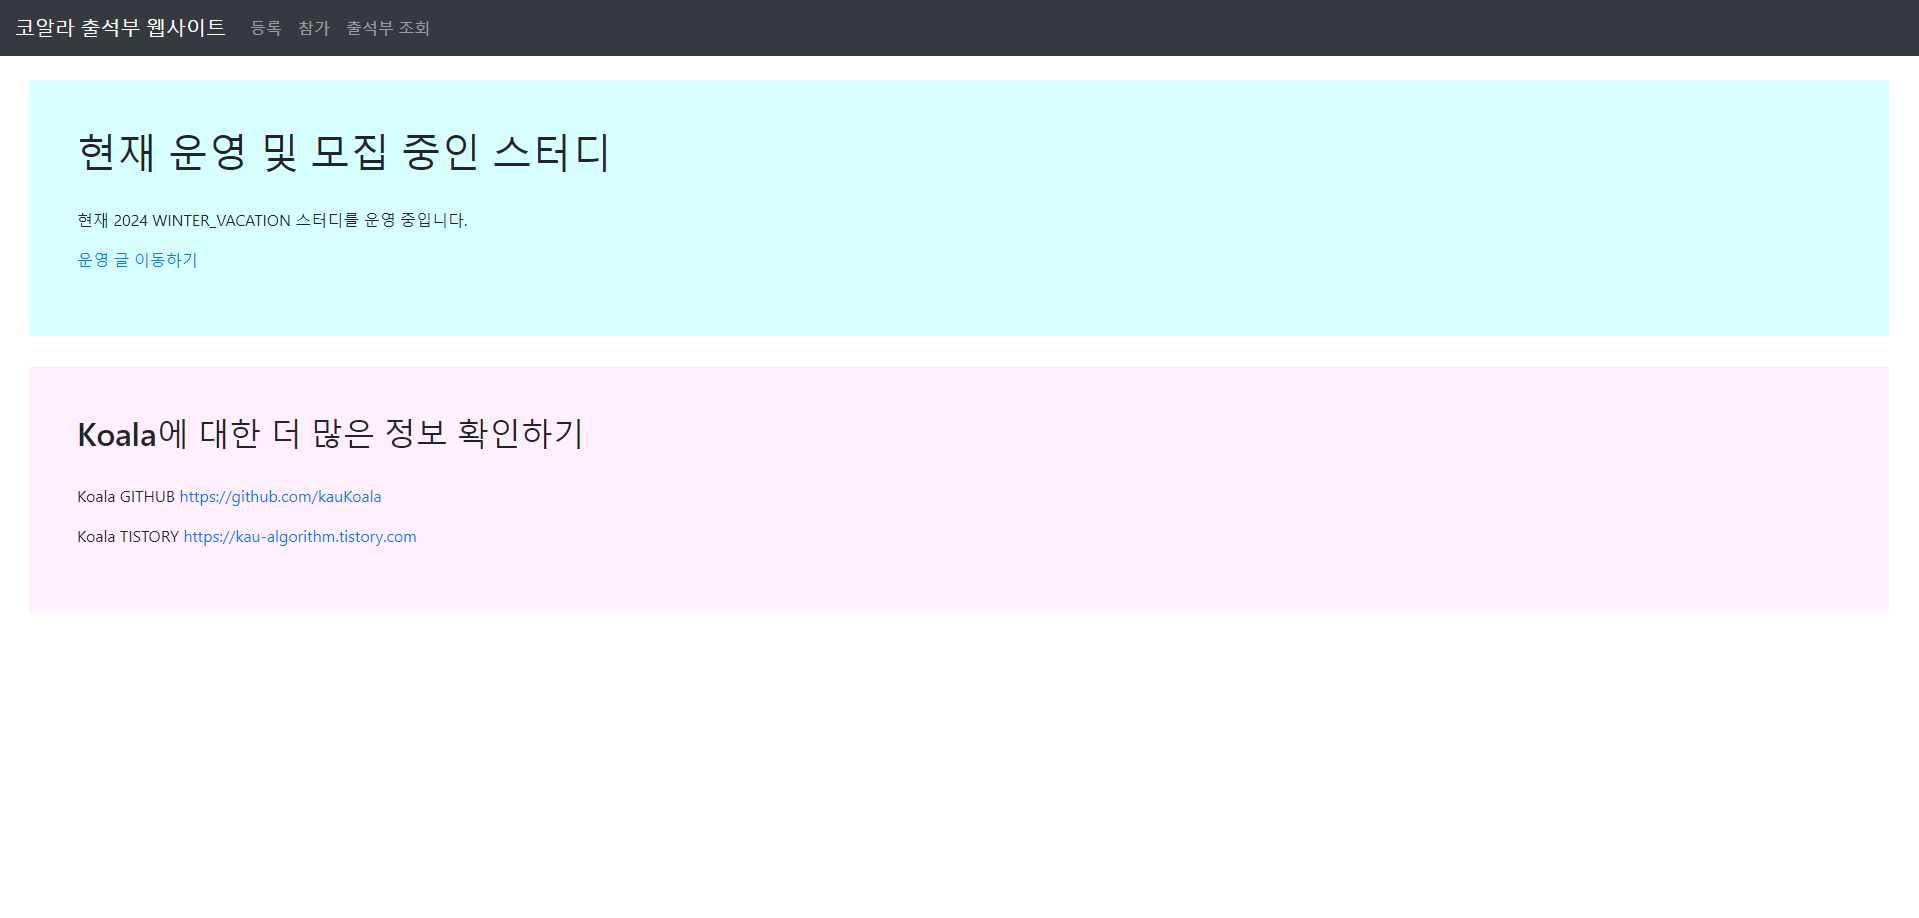 코알라 출석부 웹사이트 등록 참가 출석부 조회
현재 운영 및 모집 중인 스터디
현재 2024 WINTER_VACATION 스터디를 운영 중입니다.
운영 글 이동하기
Koala에 대한 더 많은 정보 확인하기
Koala GITHUB https://github.com/kauKoala
Koala TISTORY https://kau-algorithm.tistory.com